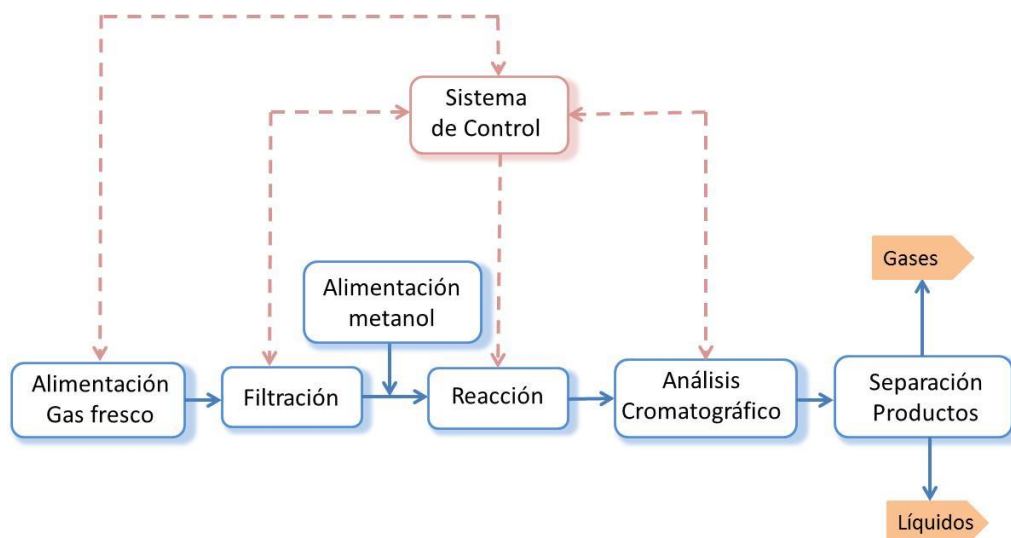 Sistema
de Control
Gases
Alimentación
metanol
Alimentación
Gas fresco
Filtración
Reacción
Análisis
Cromatográfico
Separación
Productos
Líquidos